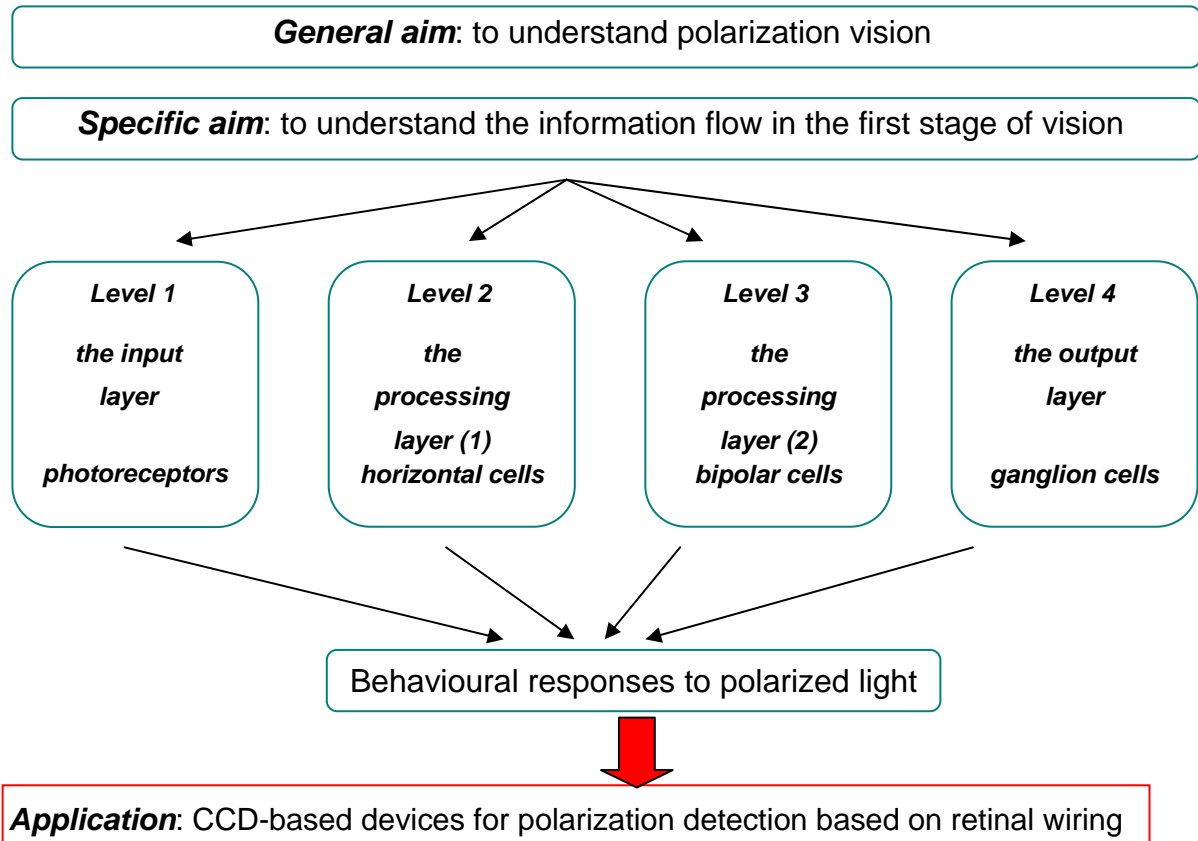 General aim: to understand polarization vision
Specific aim: to understand the information flow in the first stage of vision
Level 1
the input
layer
photoreceptors
Level 2
the
processing
layer (1)
horizontal cells
Level 3
the
processing
layer (2)
bipolar cells
Level 4
the output
layer
ganglion cells
Behavioural responses to polarized light
Application: CCD-based devices for polarization detection based on retinal wiring